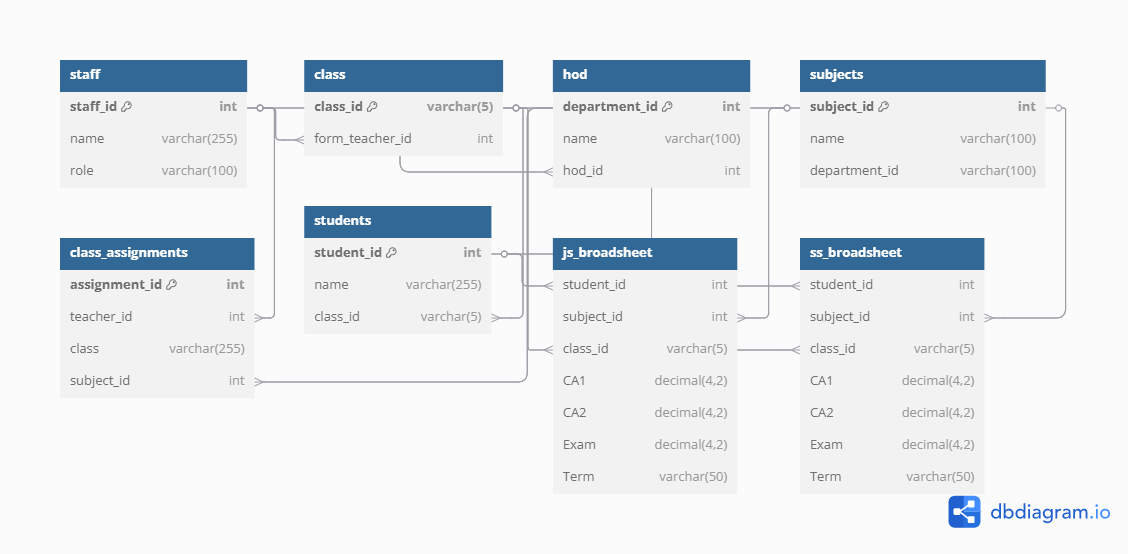 staff
staff_id int
name varchar(255)
role varchar(100)
class
class_id varchar(5)
form_teacher_id int
hod
department_id int
name varchar(100)
hod_id int
subjects
subject_id int
name varchar(100)
department_id varchar(100)
class_assignments
assignment_id int
teacher_id int
class varchar(255)
subject_id int
students
student_id int
name varchar(255)
class_id varchar(5)
js_broadsheet
student_id int
subject_id int
class_id varchar(5)
CA1 decimal(4,2)
CA2 decimal(4,2)
Exam decimal(4,2)
Term varchar(50)
ss_broadsheet
student_id int
subject_id int
class_id varchar(5)
CA1 decimal(4,2)
CA2 decimal(4,2)
Exam decimal(4,2)
Term varchar(50)
dbdiagram.io